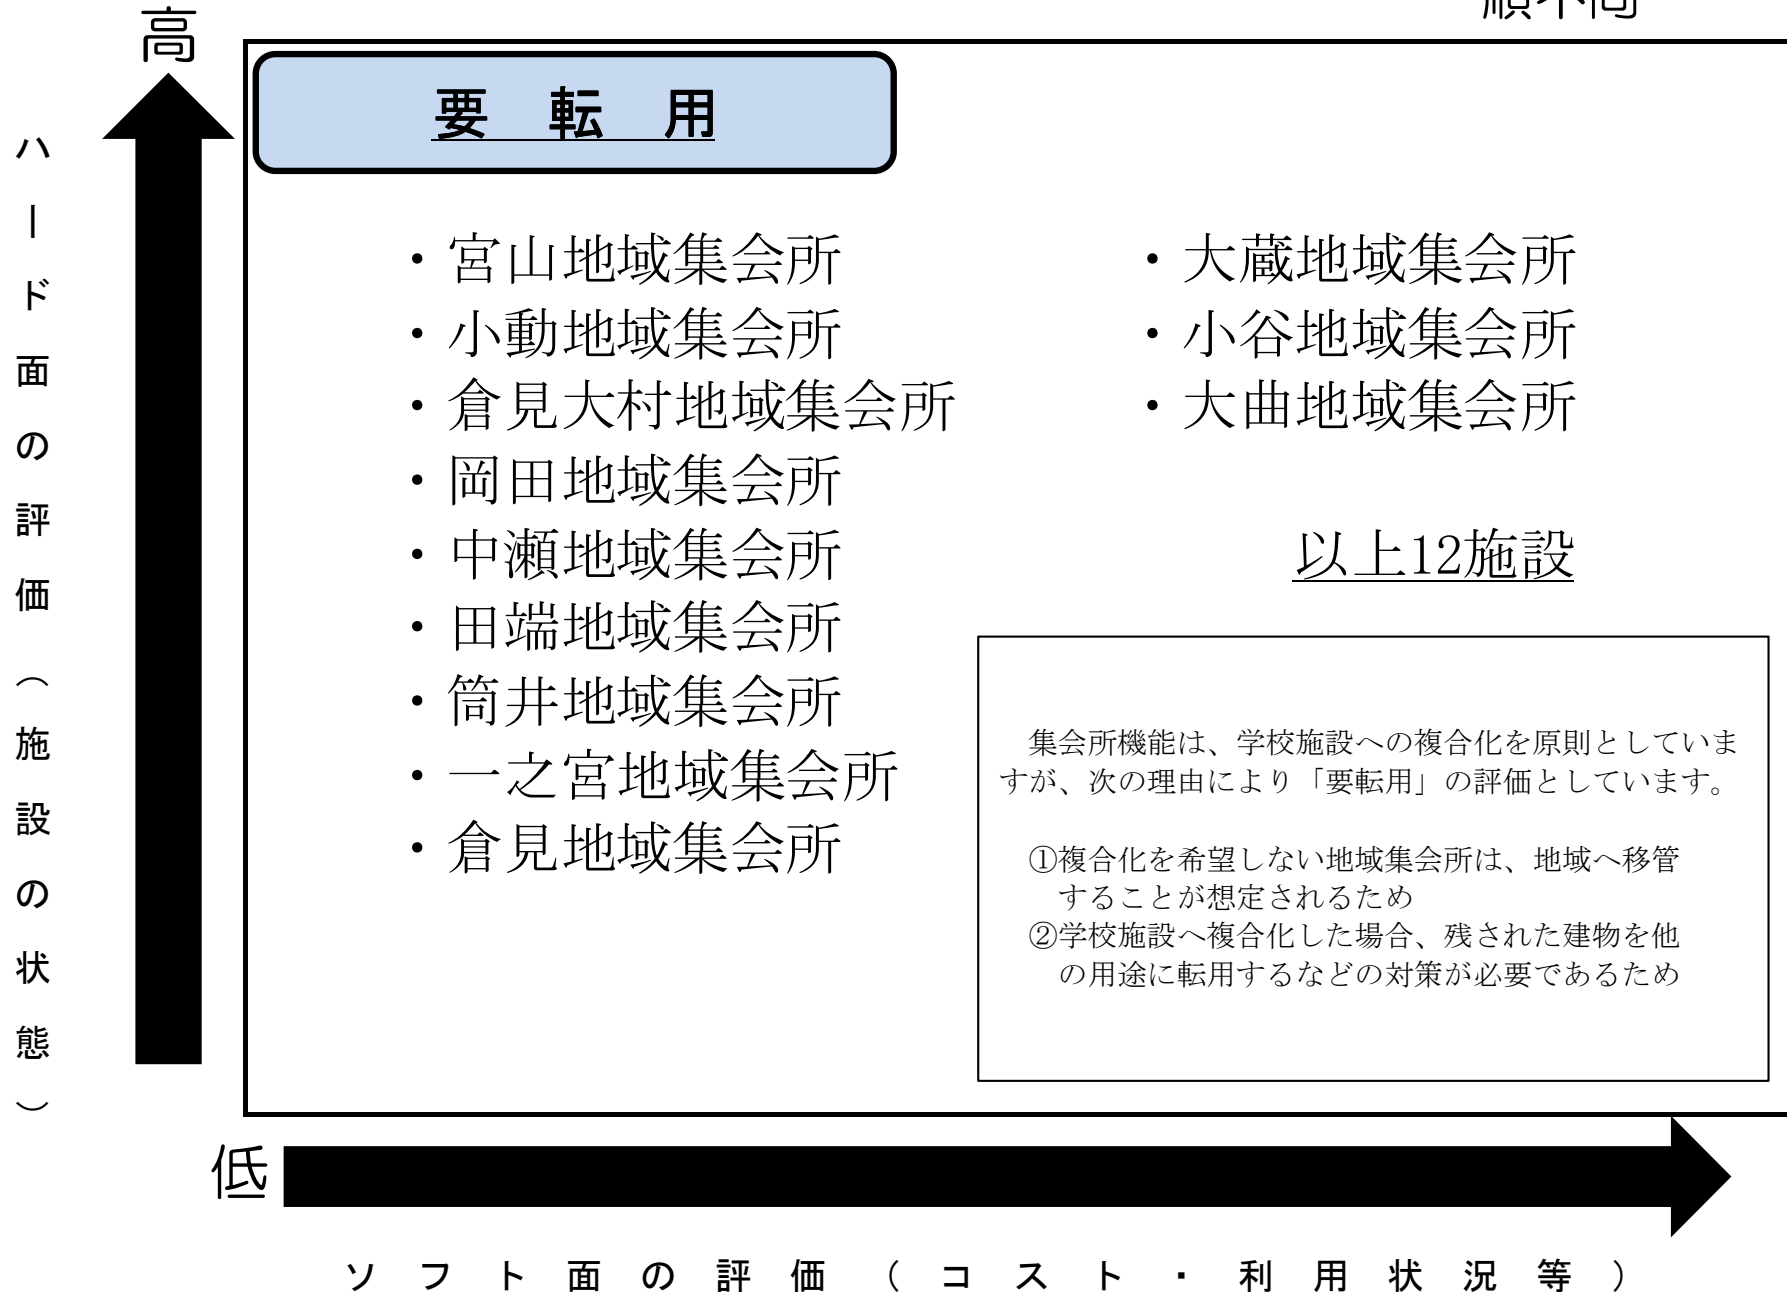 高
ハード面の評価（施設の状態）
要転用
・宮山地域集会所
・小動地域集会所
・倉見大村地域集会所
・岡田地域集会所
・中瀬地域集会所
・田端地域集会所
・筒井地域集会所
・一之宮地域集会所
・倉見地域集会所
・大蔵地域集会所
・小谷地域集会所
・大曲地域集会所
以上12施設
集会所機能は、学校施設への複合化を原則としていま
すが、次の理由により「要転用」の評価としています。
①複合化を希望しない地域集会所は、地域へ移管
することが想定されるため
②学校施設へ複合化した場合、残された建物を他
の用途に転用するなどの対策が必要であるため
低
ソフト面の評価（コスト・利用状況等）